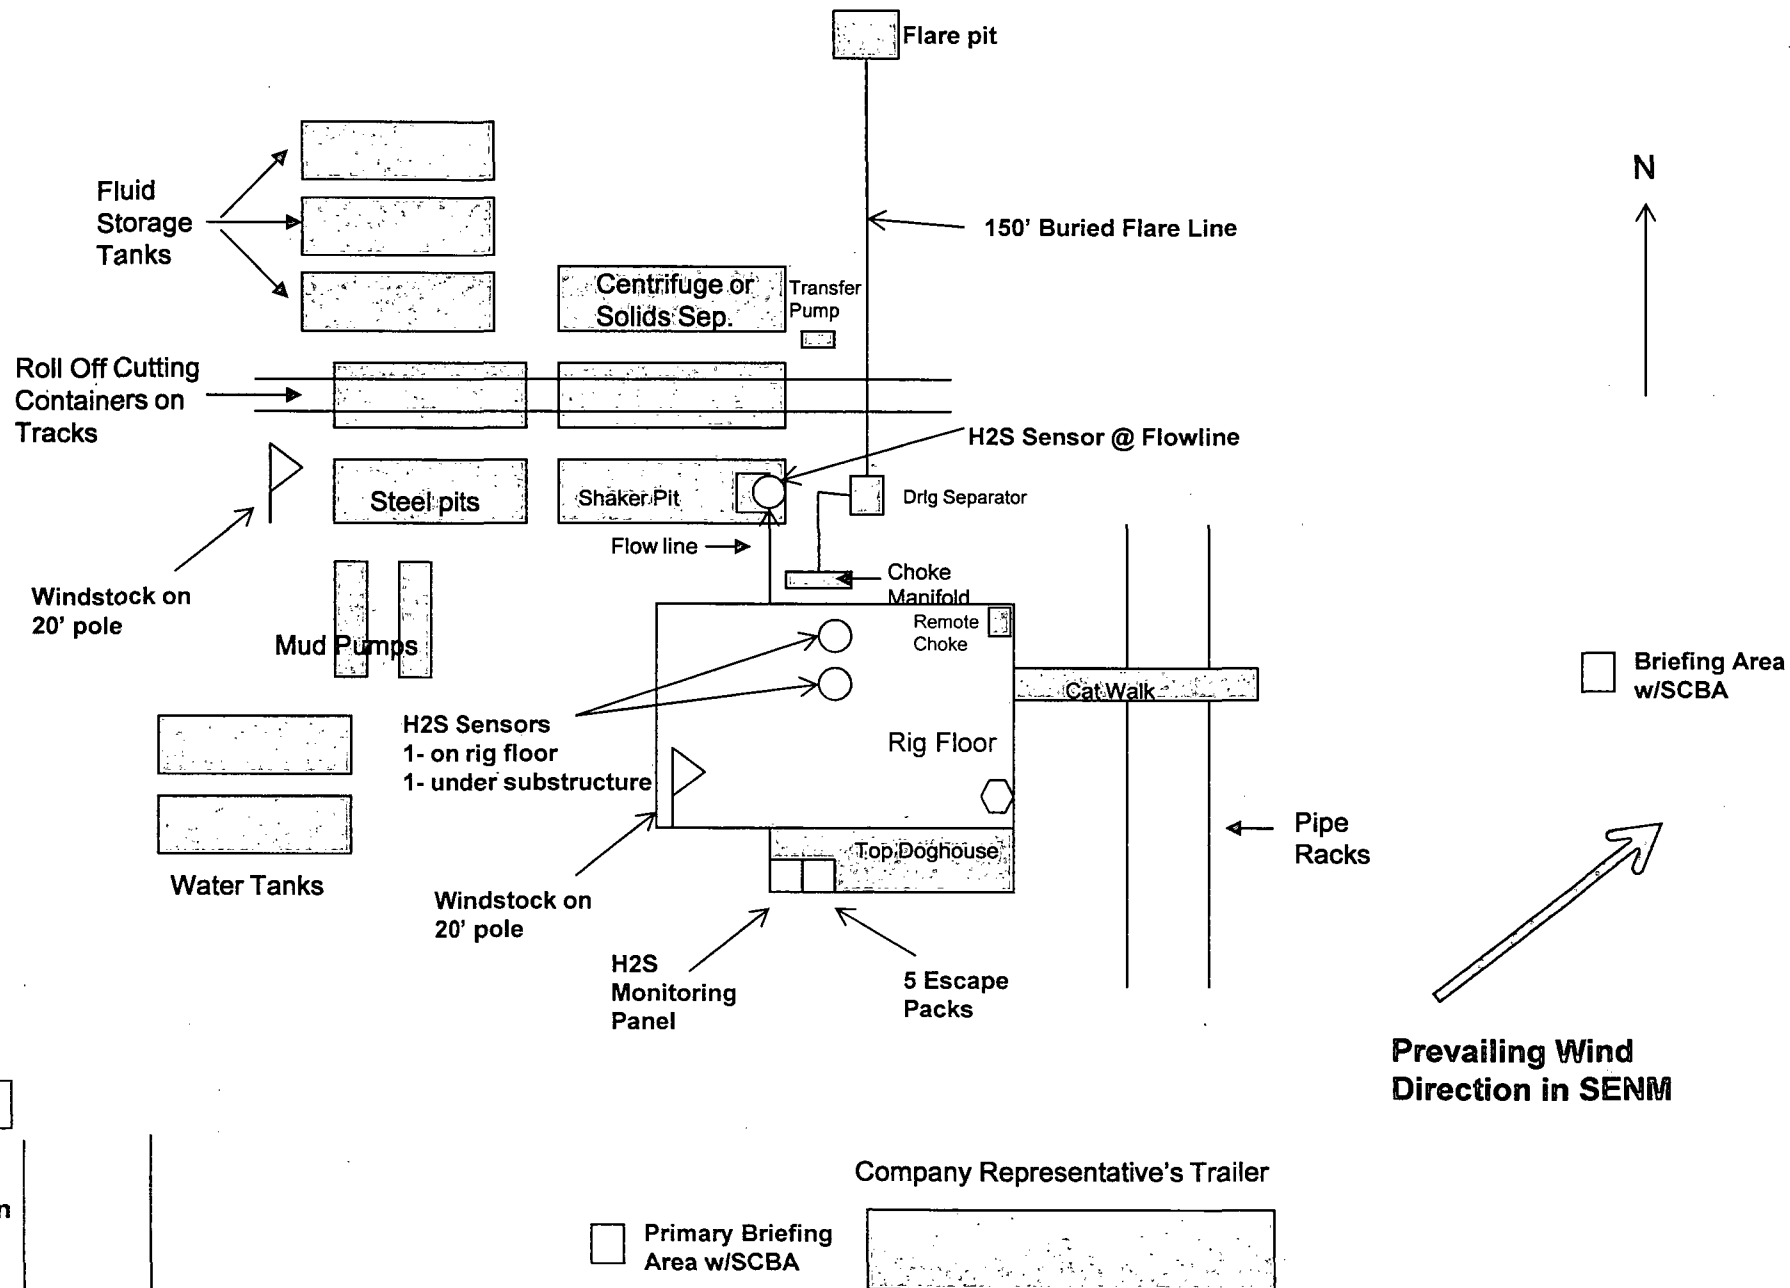 Flare pit
N
Fluid
Storage
Tanks
150' Buried Flare Line
Centrifuge or
Solids Sep.
Transfer
Pump
Roll Off Cutting
Containers on
Tracks
H2S Sensor @ Flowline
Steel pits
Shaker Pit
Drlg Separator
Flow line
Choke
Manifold
Windstock on
20' pole
Remote
Choke
Mud Pumps
Briefing Area
w/SCBA
Cat Walk
H2S Sensors
1- on rig floor
1- under substructure
Rig Floor
Pipe
Racks
Top Doghouse
Water Tanks
Windstock on
20' pole
H2S
Monitoring
Panel
5 Escape
Packs
Prevailing Wind
Direction in SENM
Company Representative's Trailer
n
Primary Briefing
Area w/SCBA